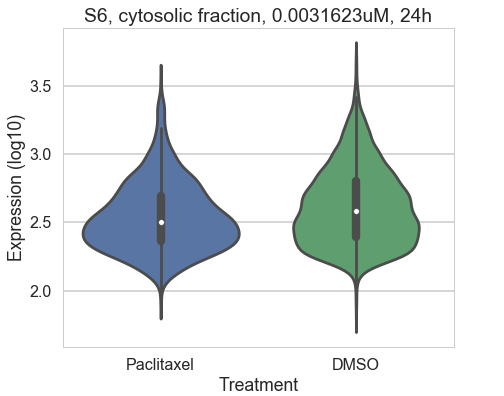 S6, cytosolic fraction, 0.0031623uM, 24h
Expression (log10)
3.5
3.0
2.5
2.0
Paclitaxel DMSO
Treatment